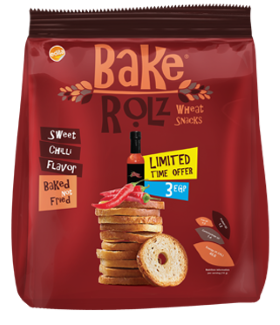 BaKe
RoLZ
Wheat
Snacks
Sweet
Chilli
Flavor
LIMITED
TIME OFFER
3 EGP
Baked
not
Fried